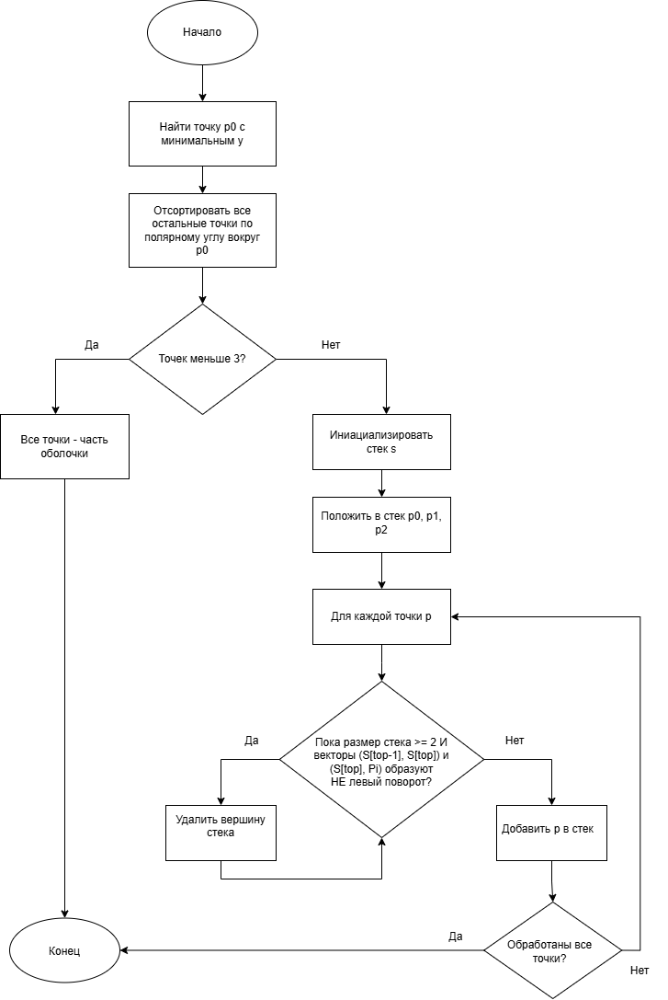 Начало
Найти точку p0 с
минимальным y
Отсортировать все
остальные точки по
полярному углу вокруг
p0
Точек меньше 3?
Да
Нет
Все точки - часть
оболочки
Иниациализировать
стек s
Положить в стек p0, p1,
p2
Для каждой точки p
Пока размер стека >= 2 И
векторы (S[top-1], S[top]) и
(S[top], Pi) образуют
НЕ левый поворот?
Да
Нет
Удалить вершину
стека
Добавить p в стек
Обработаны все
точки?
Да
Нет
Конец